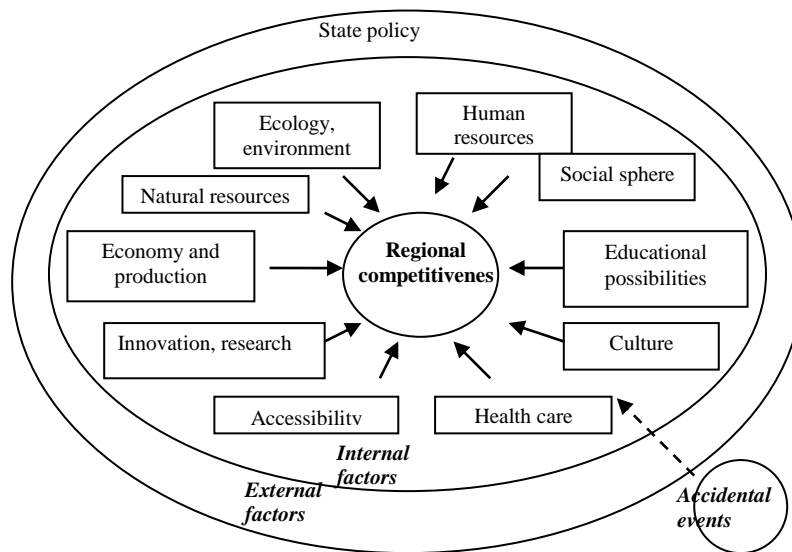 State policy
Ecology,
environment
Human
resources
Natural resources
Social sphere
Economy and
production
Regional
competitivenes
Educational
possibilities
Innovation, research
Culture
Accessibility
Health care
Internal
factors
External
factors
Accidental
events